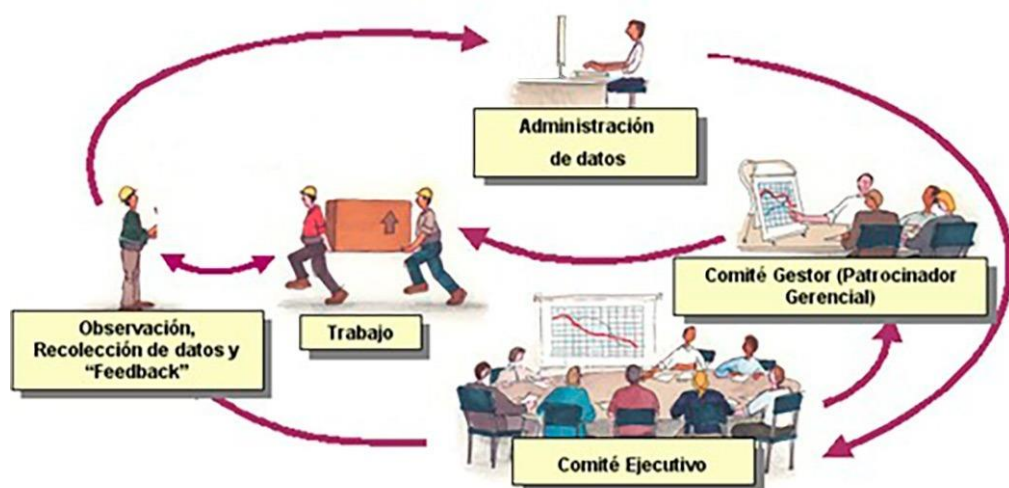 Administración
de datos
Comité Gestor (Patrocinador
Gerencial)
Observación,
Recolección de datos y
“Feedback”
Trabajo
Comité Ejecutivo